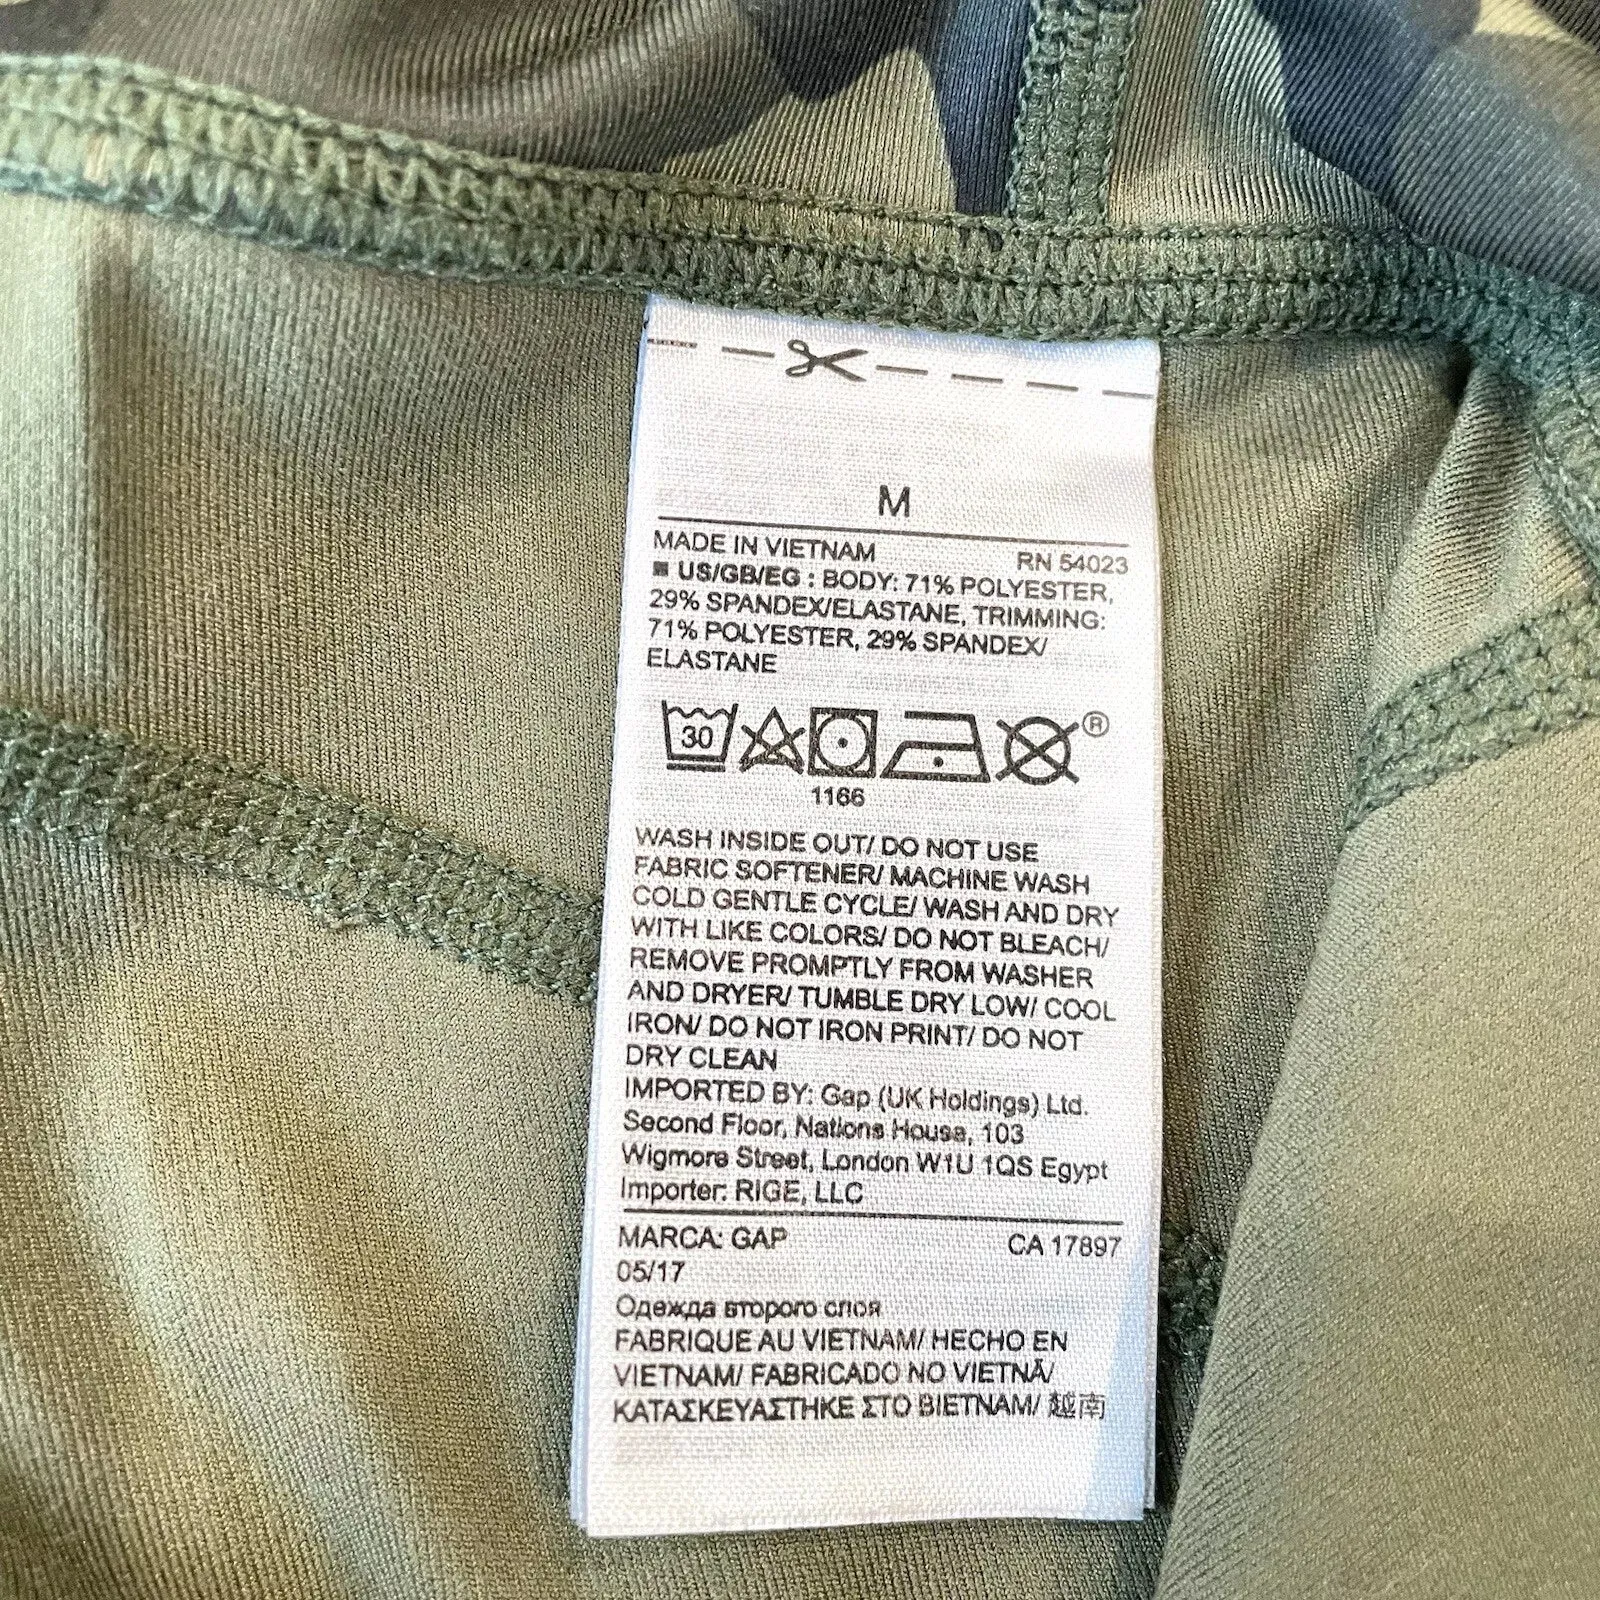 M
MADE IN VIETNAM RN 54023
■ US/GB/EG : BODY: 71% POLYESTER,
29% SPANDEX/ELASTANE, TRIMMING:
71% POLYESTER, 29% SPANDEX/
ELASTANE
30 ®
1166
WASH INSIDE OUT/ DO NOT USE
FABRIC SOFTENER/ MACHINE WASH
COLD GENTLE CYCLE/ WASH AND DRY
WITH LIKE COLORS/ DO NOT BLEACH/
REMOVE PROMPTLY FROM WASHER
AND DRYER/ TUMBLE DRY LOW/ COOL
IRON/ DO NOT IRON PRINT/ DO NOT
DRY CLEAN
IMPORTED BY: Gap (UK Holdings) Ltd.
Second Floor, Nations House, 103
Wigmore Street, London W1U 1QS Egypt
Importer: RIGE, LLC
MARCA: GAP CA 17897
05/17
Одежда второго слоя
FABRIQUE AU VIETNAM/ HECHO EN
VIETNAM/ FABRICADO NO VIETNÃ/
ΚΑΤΑΣΚΕΥΑΣΤΗΚΕ ΣΤΟ ΒΙΕΤΝΑΜ/ 越南